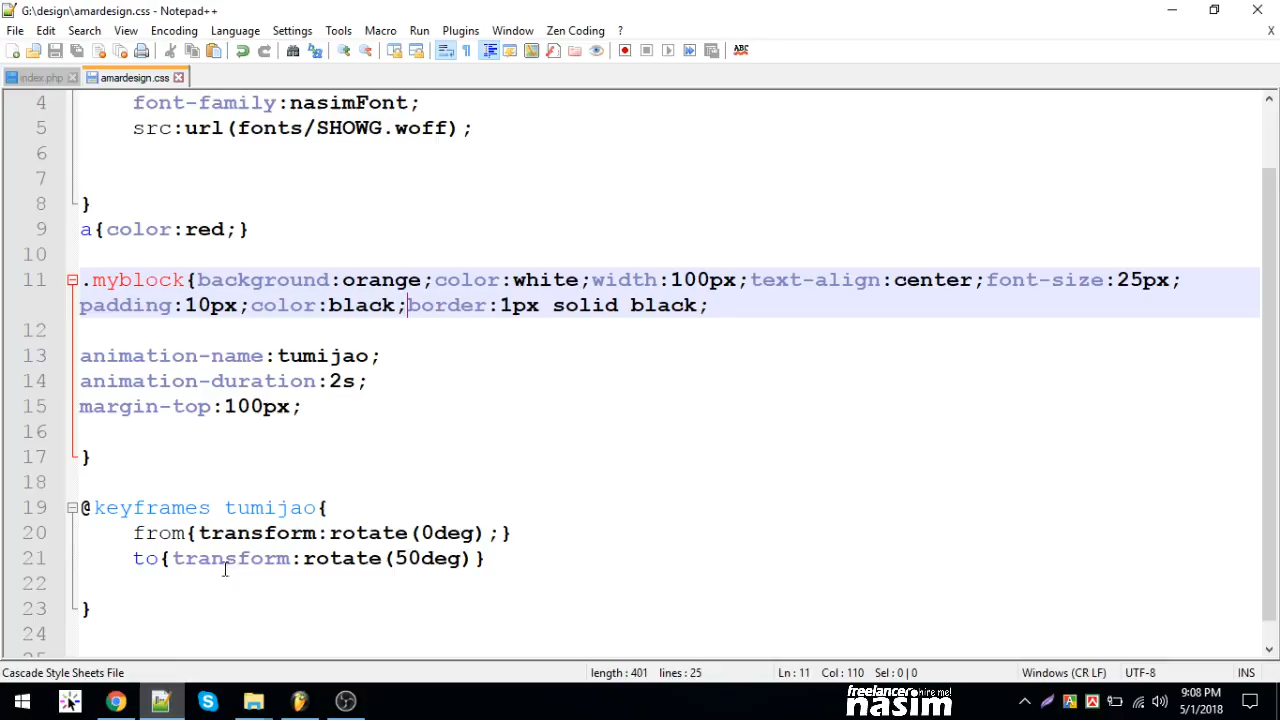 G:\design\amardesign.css - Notepad++
File Edit Search View Encoding Language Settings Tools Macro Run Plugins Window Zen Coding ? X
ABC
index.php amardesign.css
4 font-family:nasimFont;
5 src:url(fonts/SHOWG.woff);
6
7
8 }
9 a{color:red;}
10
11 .myblock{background:orange;color:white;width:100px;text-align:center;font-size:25px;
padding:10px;color:black;border:1px solid black;
12
13 animation-name:tumijao;
14 animation-duration:2s;
15 margin-top:100px;
16
17 }
18
19 @keyframes tumijao{
20 from{transform:rotate(0deg);}
21 to{transform:rotate(50deg)}
22
23 }
24
25
Cascade Style Sheets File length : 401 lines : 25 Ln : 11 Col : 110 Sel : 0 | 0 Windows (CR LF) UTF-8 INS
freelancer hire me!
nasim
9:08 PM
5/1/2018